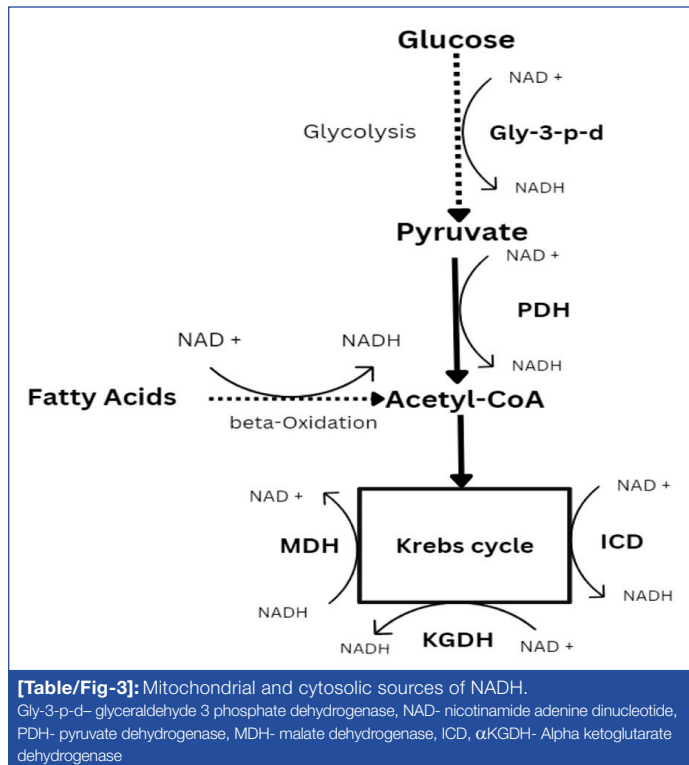 Glucose
NAD +
Glycolysis
Gly-3-p-d
NADH
Pyruvate
NAD +
PDH
NADH
NAD +
NADH
Fatty Acids
Acetyl-CoA
beta-Oxidation
NAD +
NAD +
MDH
Krebs cycle
ICD
NADH
NADH
NADH
KGDH
NAD +
[Table/Fig-3]: Mitochondrial and cytosolic sources of NADH.
Gly-3-p-d– glyceraldehyde 3 phosphate dehydrogenase, NAD- nicotinamide adenine dinucleotide,
PDH- pyruvate dehydrogenase, MDH- malate dehydrogenase, ICD, αKGDH- Alpha ketoglutarate
dehydrogenase